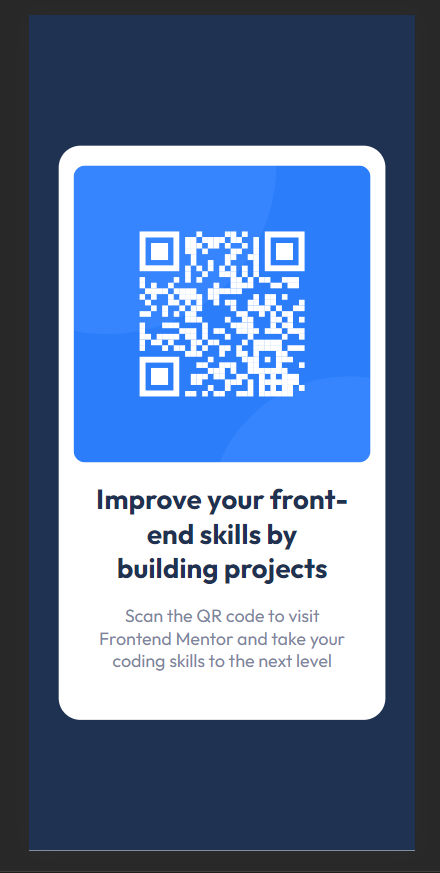 Improve your front-
end skills by
building projects
Scan the QR code to visit
Frontend Mentor and take your
coding skills to the next level